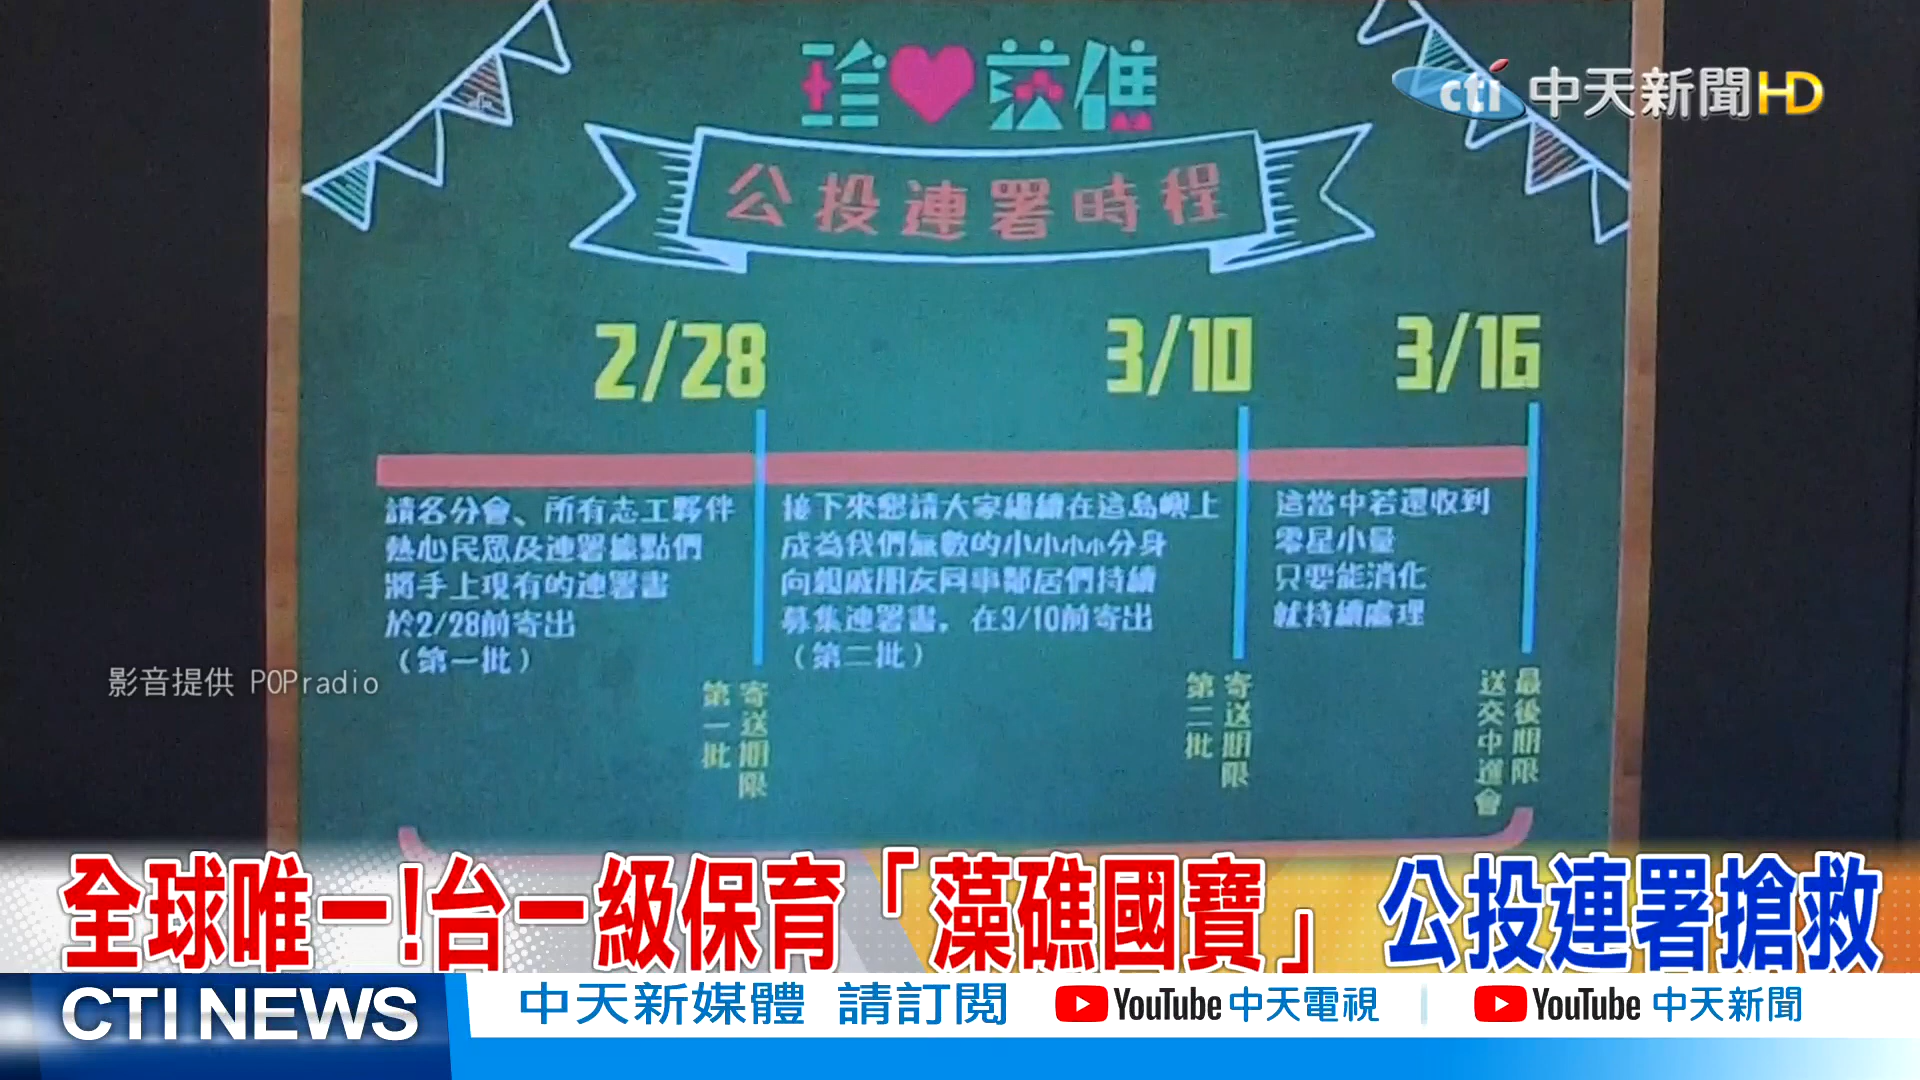 珍 藻礁
cti 中天新聞HD
公投連署時程
2/28
3/10
3/16
請各分會、所有志工夥伴
熱心民眾及連署據點們
將手上現有的連署書
於2/28前寄出
（第一批）
接下來懇請大家繼續在這島嶼上
成為我們無數的小小小小分身
向親戚朋友同事鄰居們持續
募集連署書，在3/10前寄出
（第二批）
這當中若還收到
零星小量
只要能消化
就持續處理
寄送期限
第一批
寄送期限
第二批
最後期限
送交中選會
影音提供 POPradio
全球唯一!台一級保育「藻礁國寶」 公投連署搶救
CTI NEWS
中天新媒體 請訂閱 YouTube 中天電視 YouTube 中天新聞